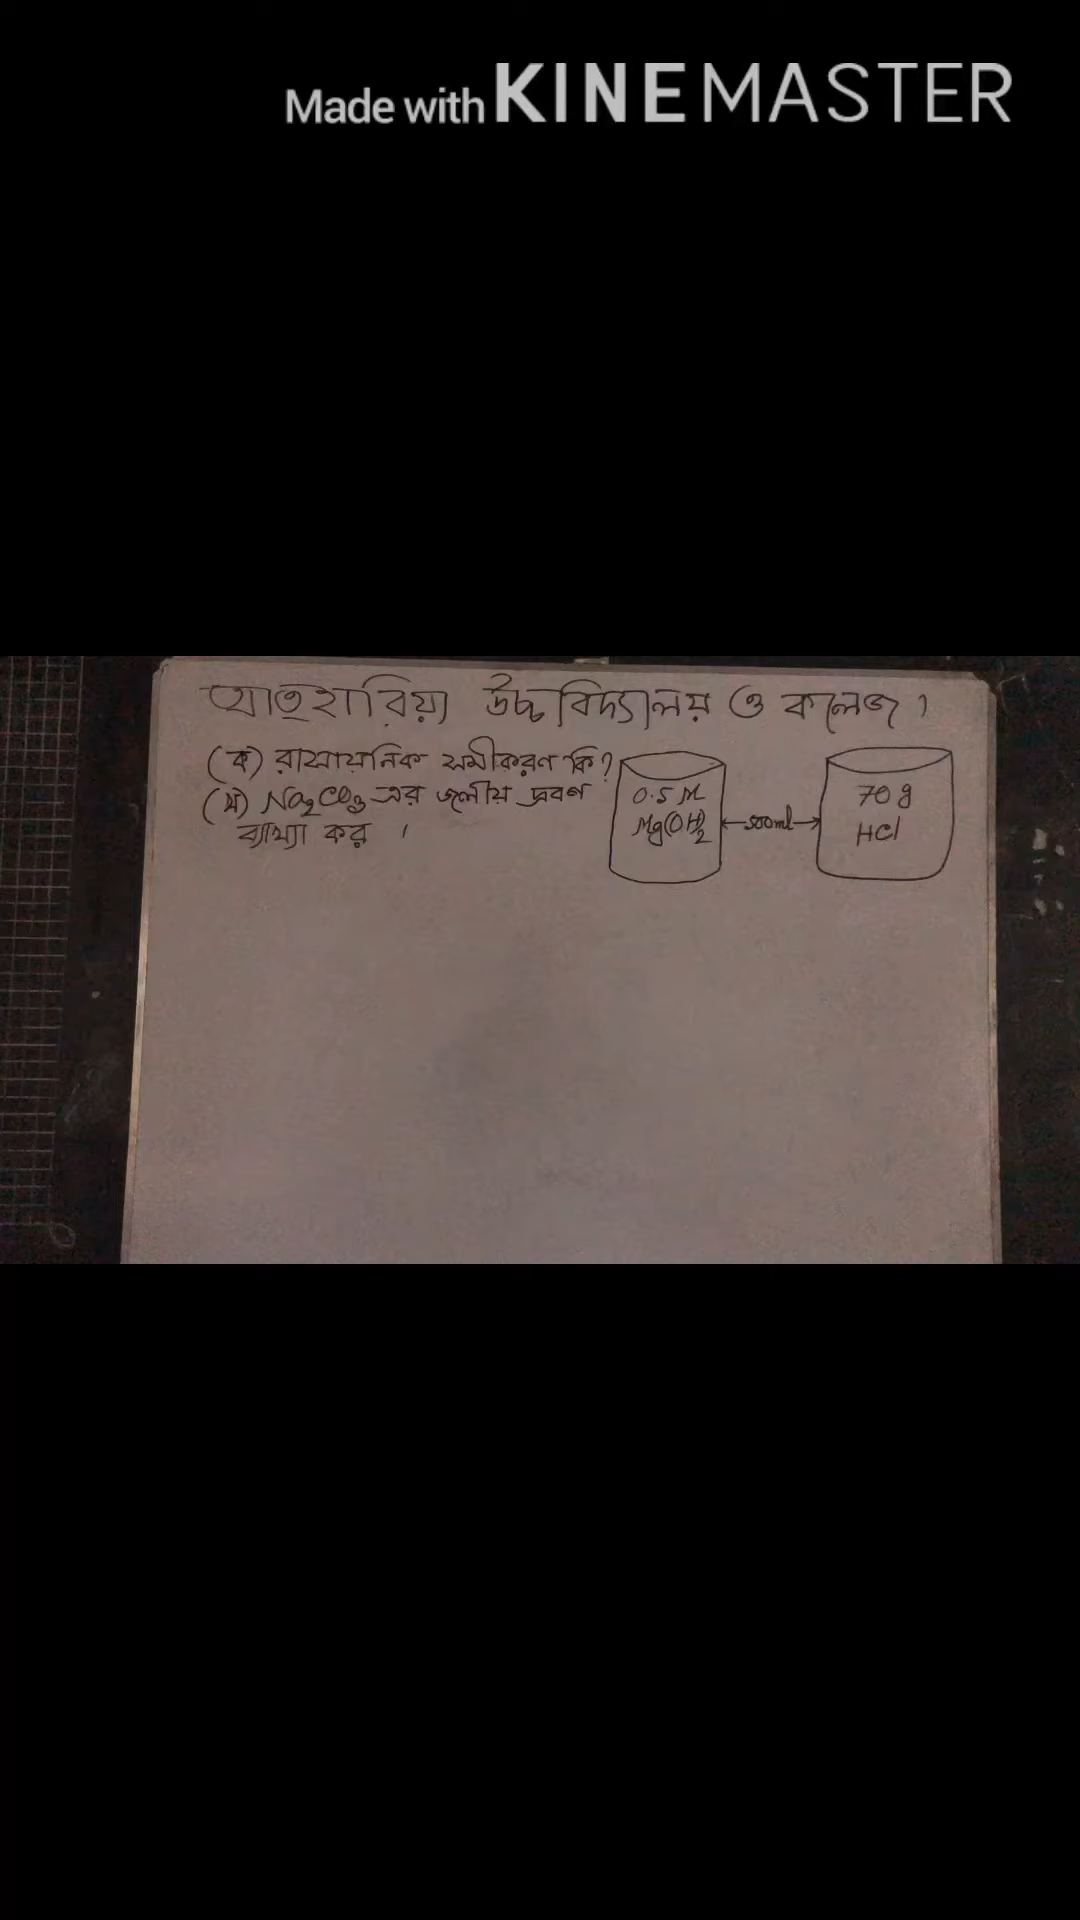 Made with KINEMASTER
আত্হারিয়া উচ্চ বিদ্যালয় ও কলেজ ।
(ক) রাসায়নিক সমীকরণ কি?
(খ) Na₂CO₃ এর জলীয় দ্রবণ
ব্যাখ্যা কর ।
0.5 M
Mg(OH)₂
500ml
70 g
HCl